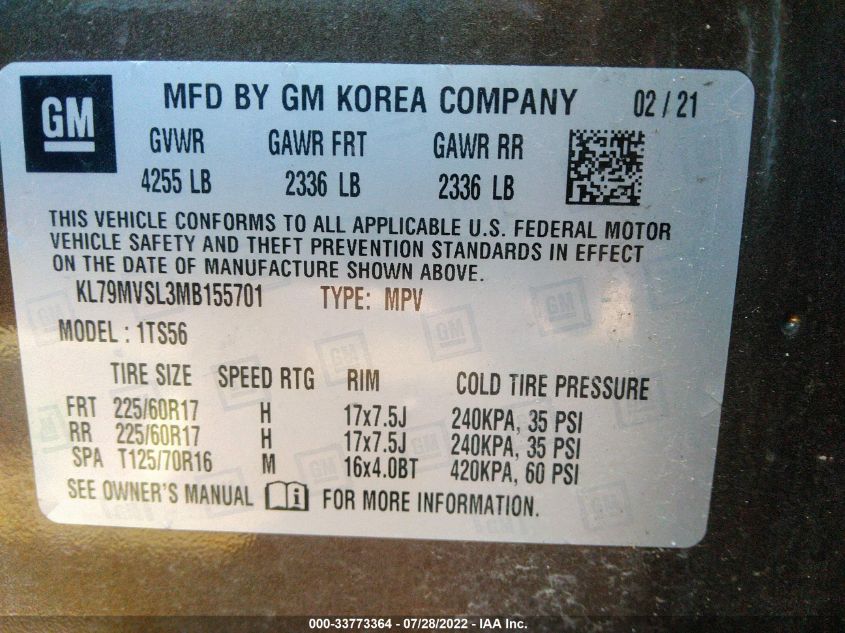 GM
MFD BY GM KOREA COMPANY 02 / 21
GVWR GAWR FRT GAWR RR
4255 LB 2336 LB 2336 LB
THIS VEHICLE CONFORMS TO ALL APPLICABLE U.S. FEDERAL MOTOR
VEHICLE SAFETY AND THEFT PREVENTION STANDARDS IN EFFECT
ON THE DATE OF MANUFACTURE SHOWN ABOVE.
KL79MVSL3MB155701 TYPE: MPV
MODEL : 1TS56
TIRE SIZE SPEED RTG RIM COLD TIRE PRESSURE
FRT 225/60R17 H 17x7.5J 240KPA, 35 PSI
RR 225/60R17 H 17x7.5J 240KPA, 35 PSI
SPA T125/70R16 M 16x4.0BT 420KPA, 60 PSI
SEE OWNER'S MANUAL i FOR MORE INFORMATION.
000-33773364 - 07/28/2022 - IAA Inc.